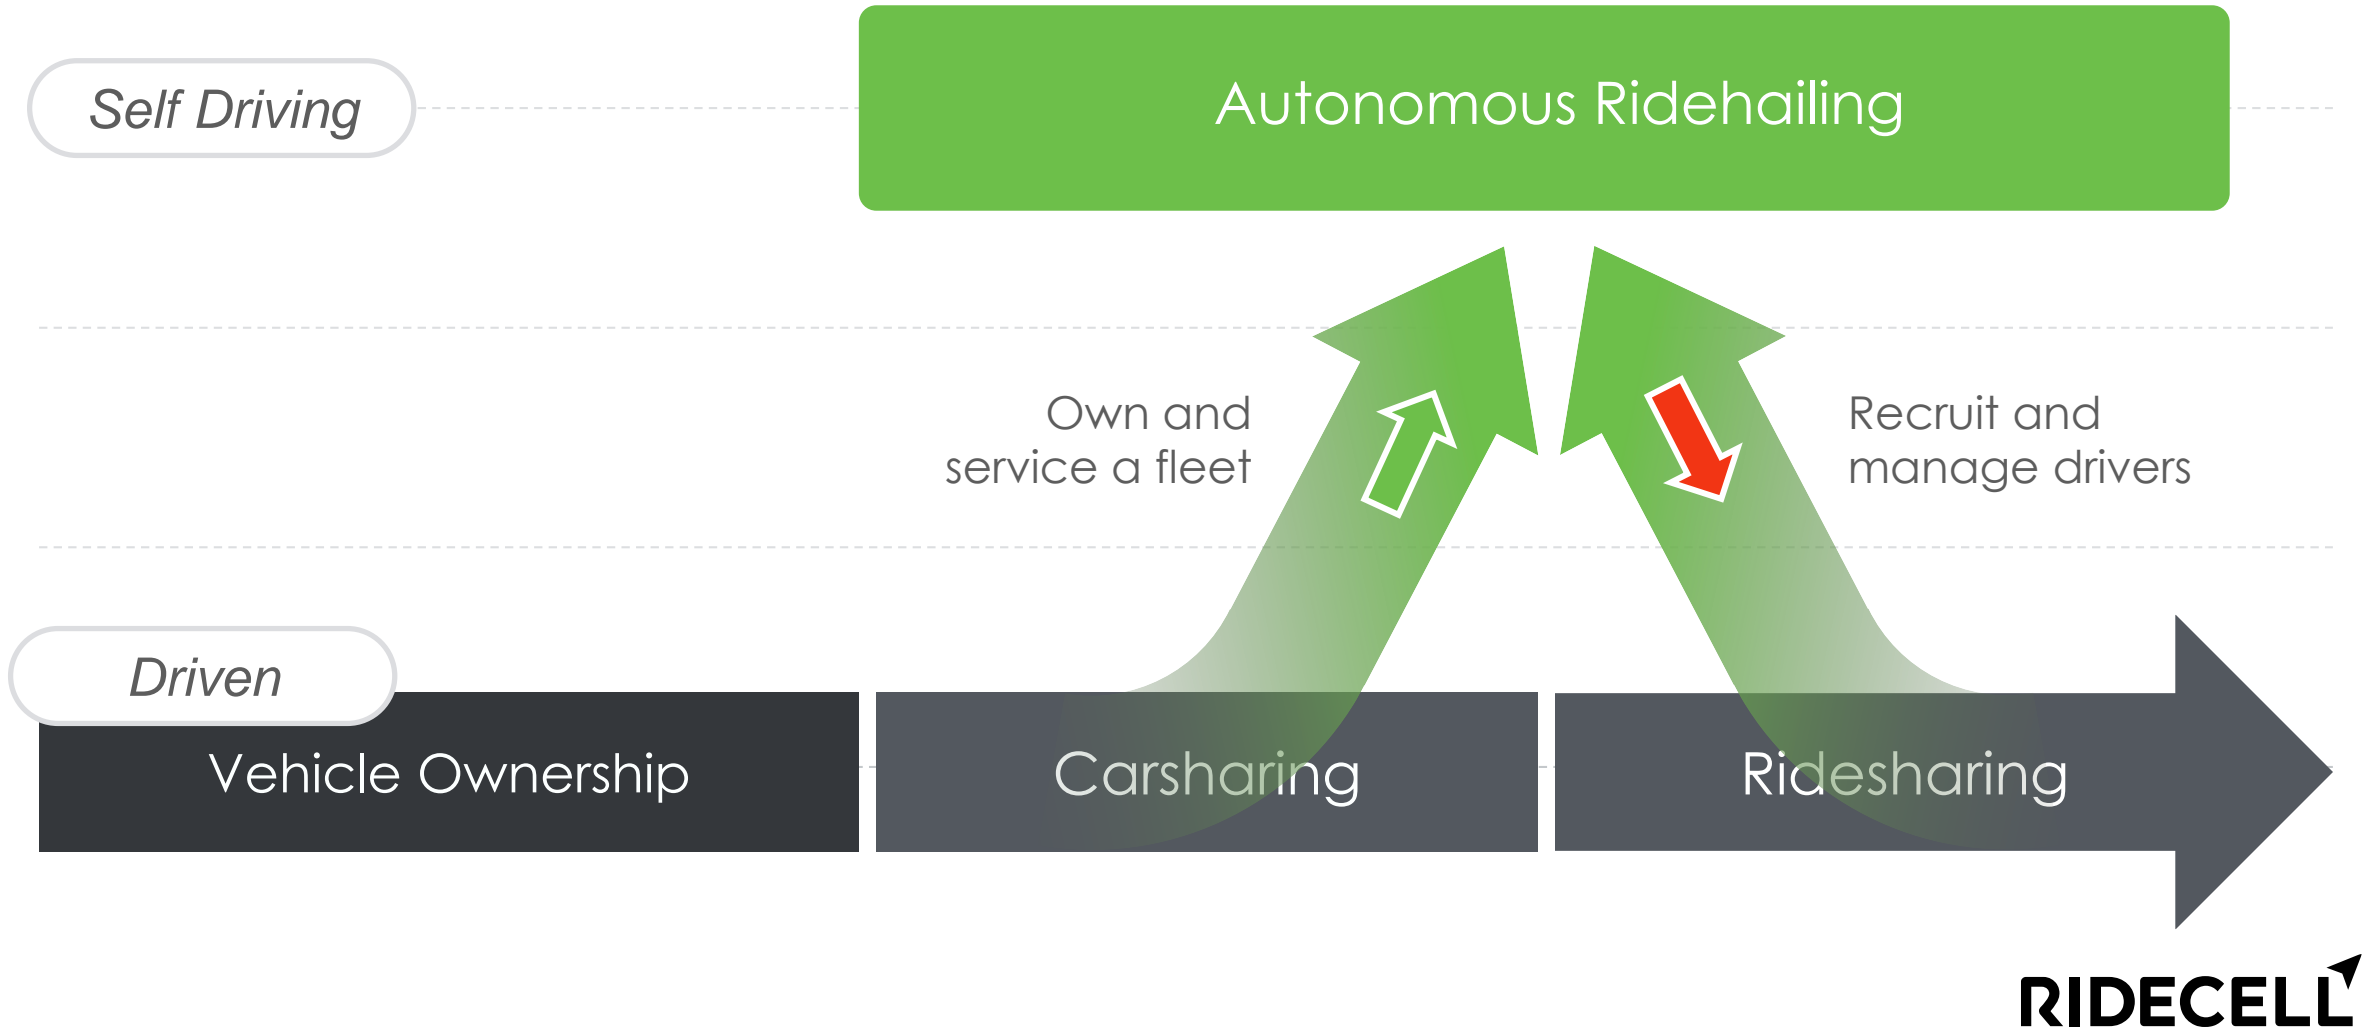 Self Driving
Autonomous Ridehailing
Own and
service a fleet
Recruit and
manage drivers
Driven
Vehicle Ownership
Carsharing
Ridesharing
RIDECELL